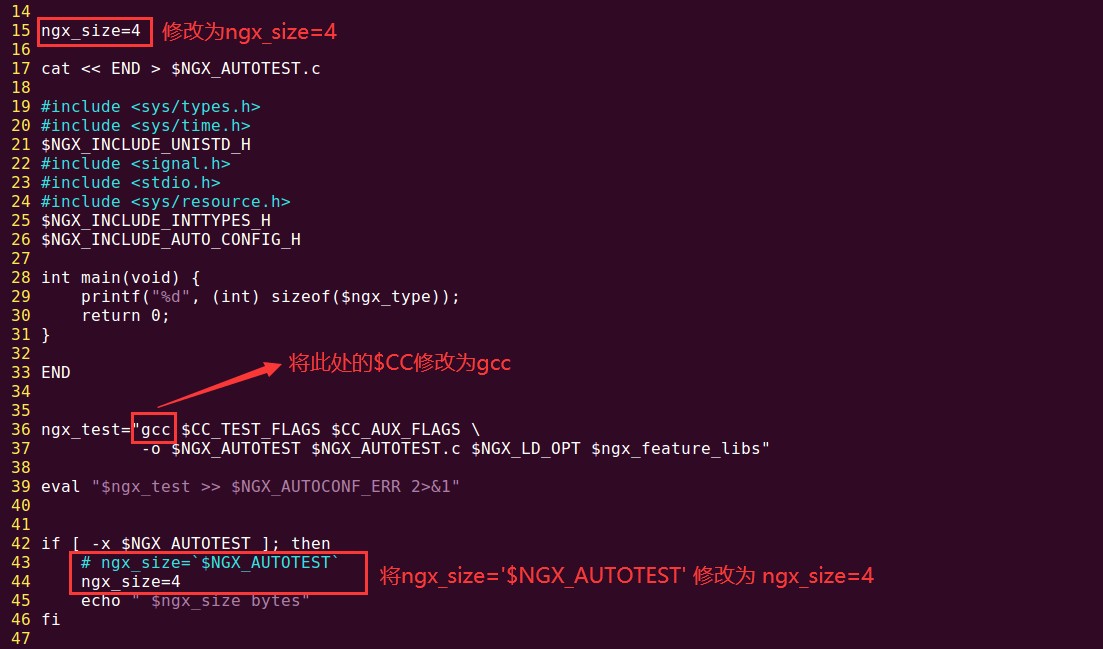 14
15 ngx_size=4 修改为ngx_size=4
16
17 cat << END > $NGX_AUTOTEST.c
18
19 #include <sys/types.h>
20 #include <sys/time.h>
21 $NGX_INCLUDE_UNISTD_H
22 #include <signal.h>
23 #include <stdio.h>
24 #include <sys/resource.h>
25 $NGX_INCLUDE_INTTYPES_H
26 $NGX_INCLUDE_AUTO_CONFIG_H
27
28 int main(void) {
29     printf("%d", (int) sizeof($ngx_type));
30     return 0;
31 }
32
将此处的$CC修改为gcc
33 END
34
35
36 ngx_test="gcc $CC_TEST_FLAGS $CC_AUX_FLAGS \
37           -o $NGX_AUTOTEST $NGX_AUTOTEST.c $NGX_LD_OPT $ngx_feature_libs"
38
39 eval "$ngx_test >> $NGX_AUTOCONF_ERR 2>&1"
40
41
42 if [ -x $NGX_AUTOTEST ]; then
43     # ngx_size=`$NGX_AUTOTEST`
44     ngx_size=4 将ngx_size='$NGX_AUTOTEST' 修改为 ngx_size=4
45     echo " $ngx_size bytes"
46 fi
47